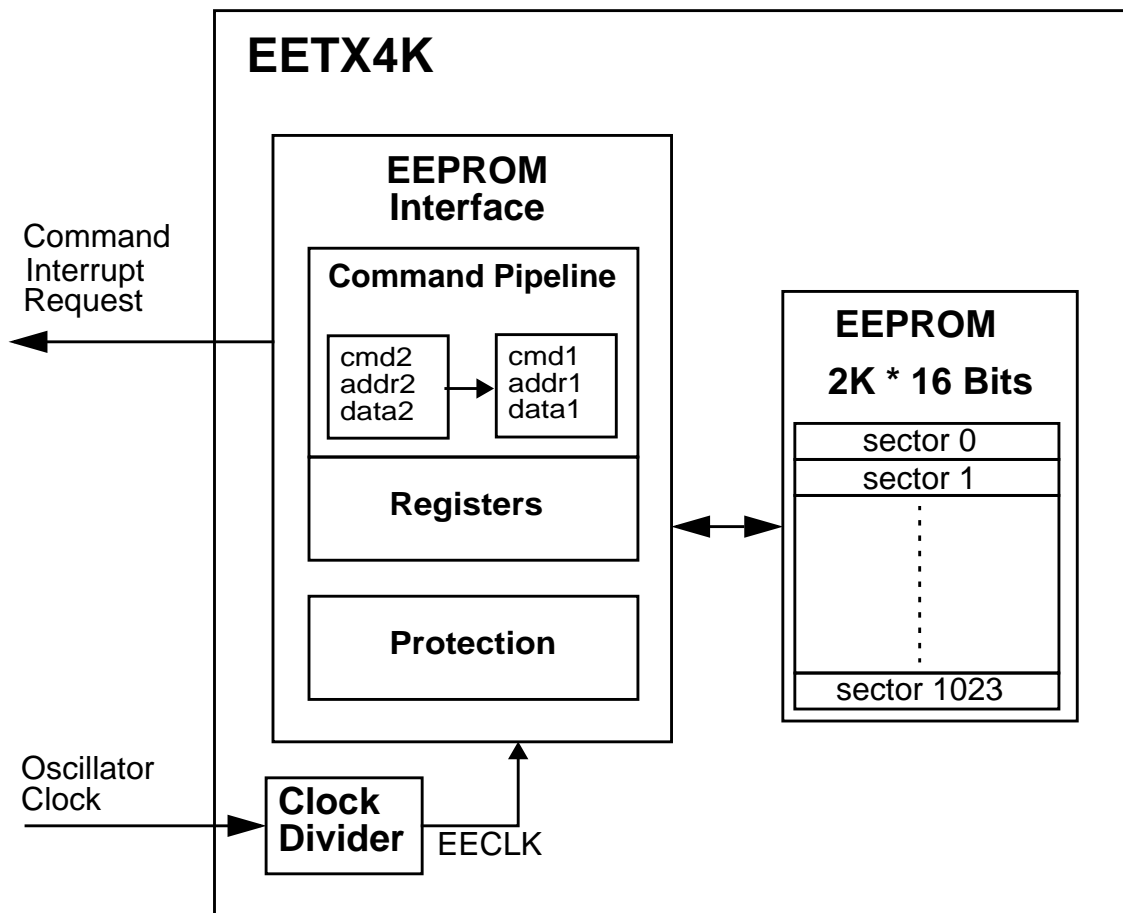 EETX4K
EEPROM
Interface
Command
Interrupt
Request
Command Pipeline
cmd2
addr2
data2
cmd1
addr1
data1
Registers
Protection
EEPROM
2K * 16 Bits
sector 0
sector 1
sector 1023
Oscillator
Clock
Clock
Divider
EECLK